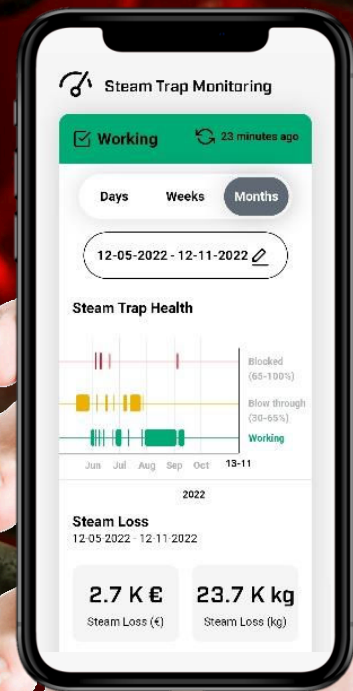 Steam Trap Monitoring
Working
23 minutes ago
Days
Weeks
Months
12-05-2022 - 12-11-2022
Steam Trap Health
Blocked
(65-100%)
Blow through
(30-65%)
Working
Jun Jul Aug Sep Oct 13-11
2022
Steam Loss
12-05-2022 - 12-11-2022
2.7 K €
Steam Loss (€)
23.7 K kg
Steam Loss (kg)